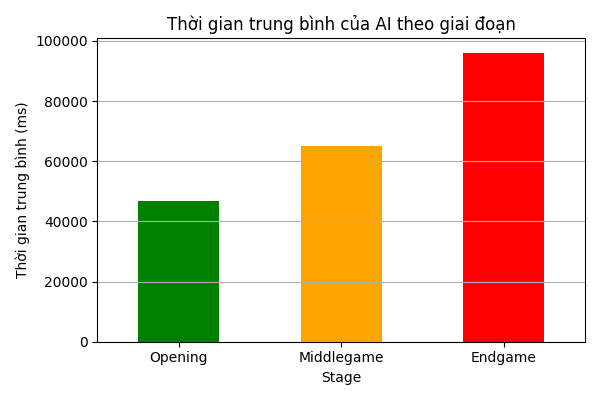 Thời gian trung bình của AI theo giai đoạn
Thời gian trung bình (ms)
100000
80000
60000
40000
20000
0
Opening Middlegame Endgame
Stage